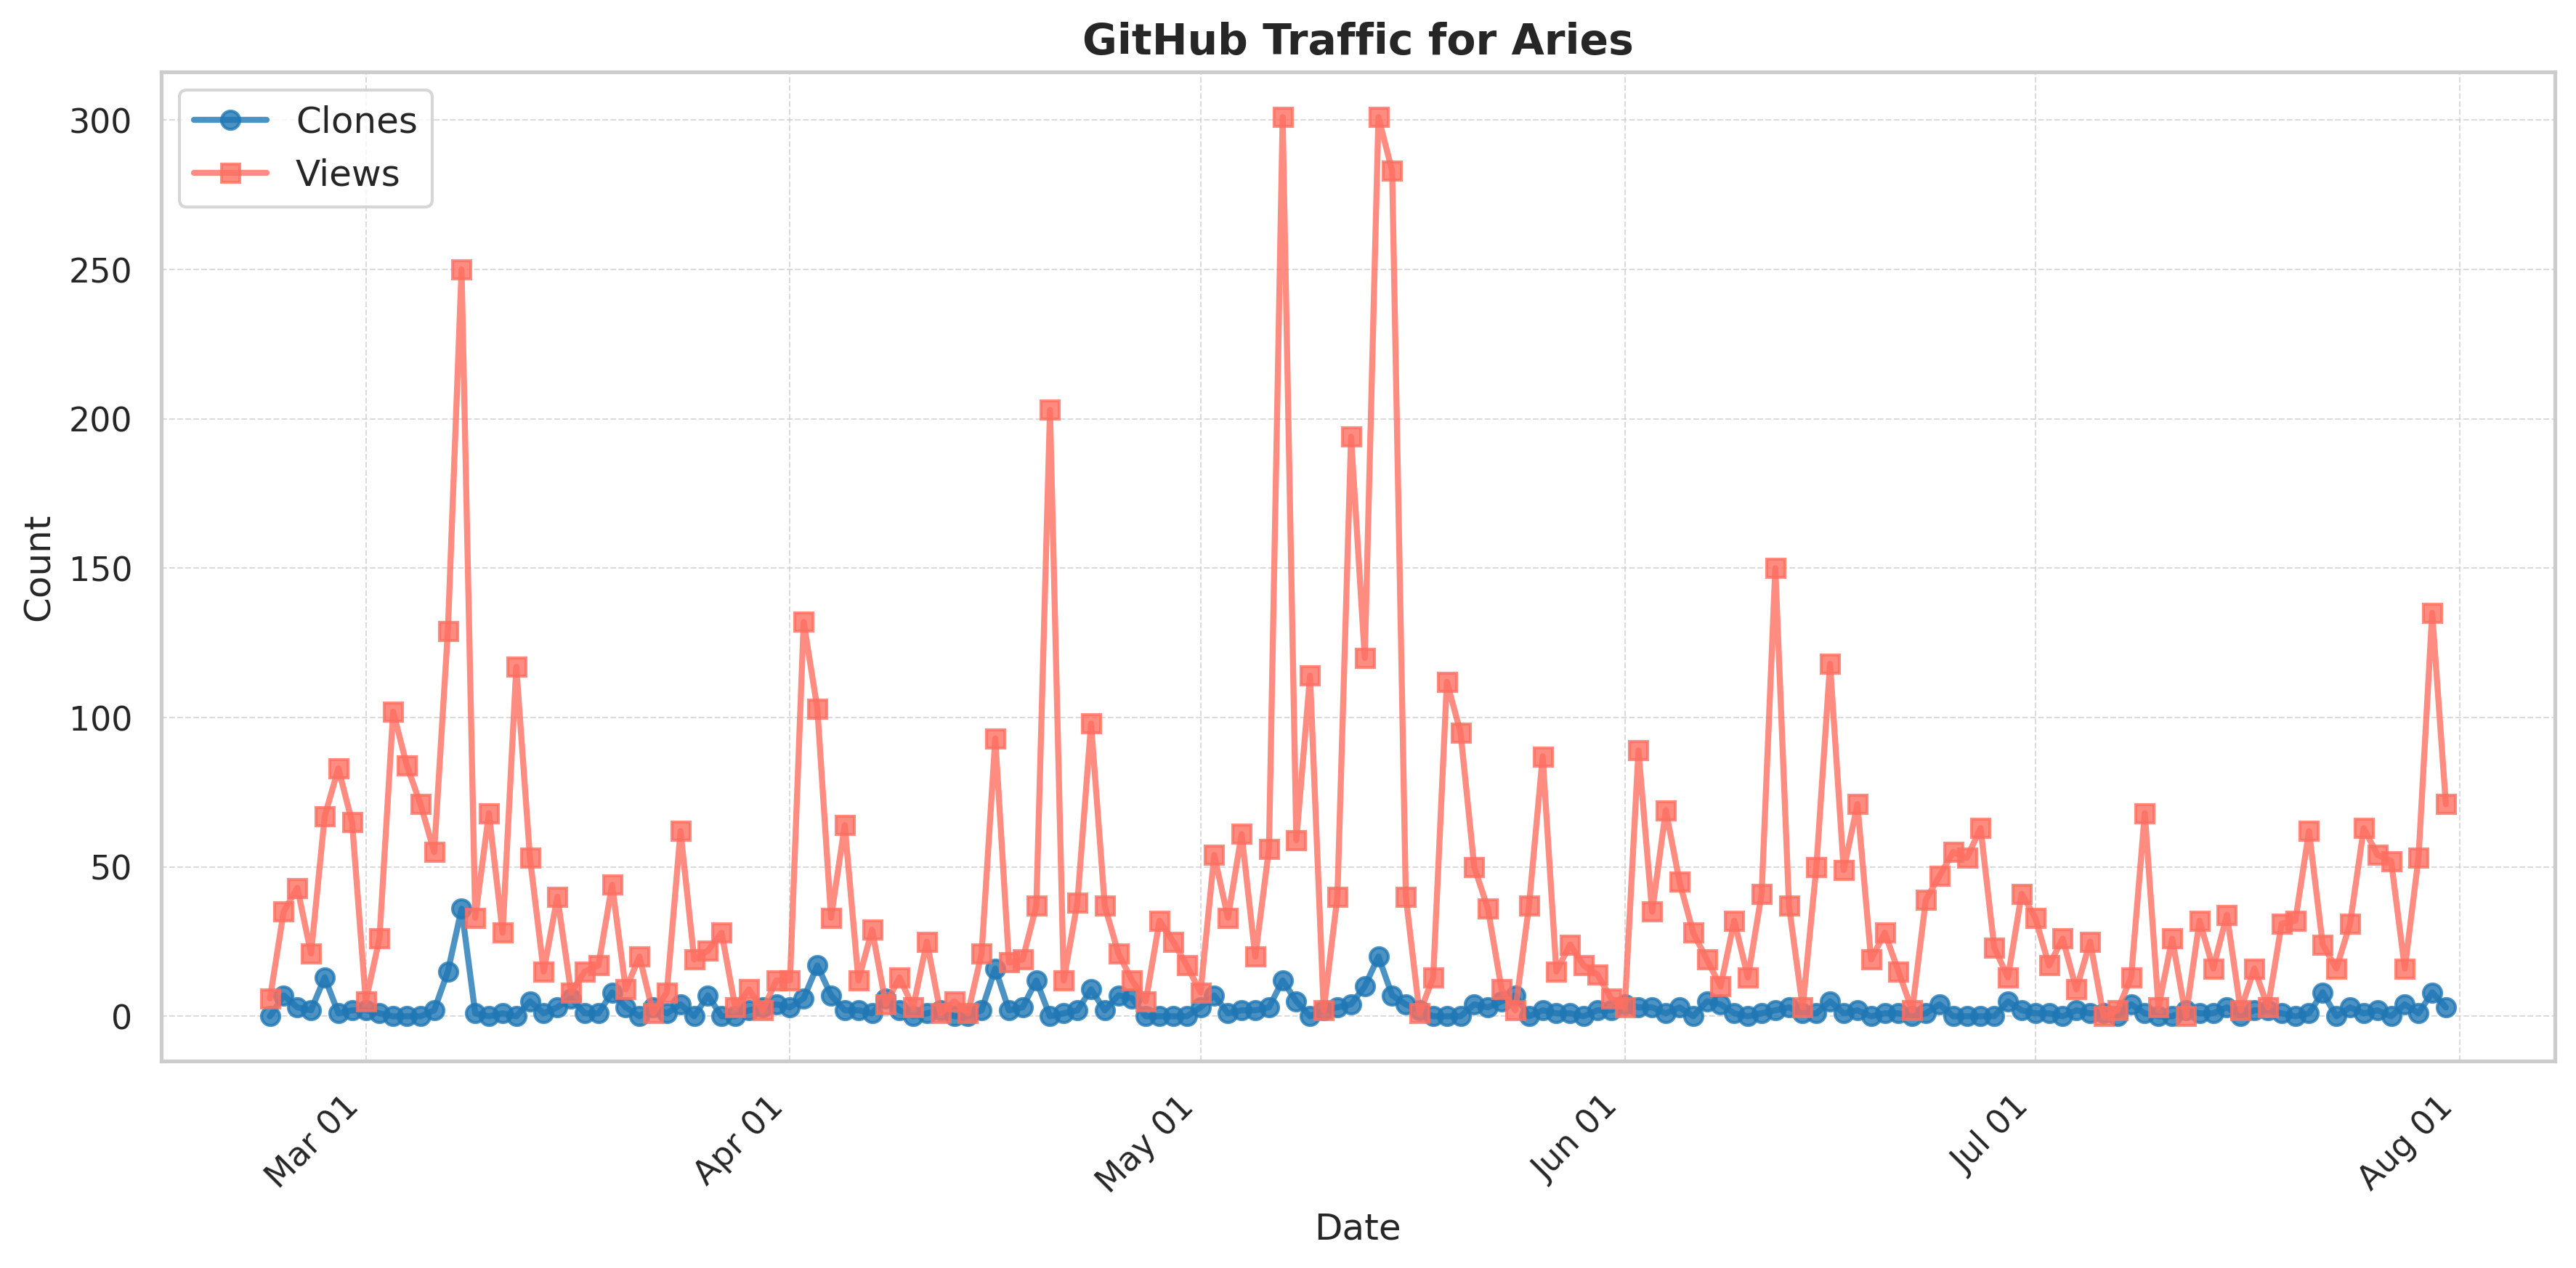 GitHub Traffic for Aries
Clones
Views
300
250
200
150
100
50
0
Count
Mar 01
Apr 01
May 01
Jun 01
Jul 01
Aug 01
Date